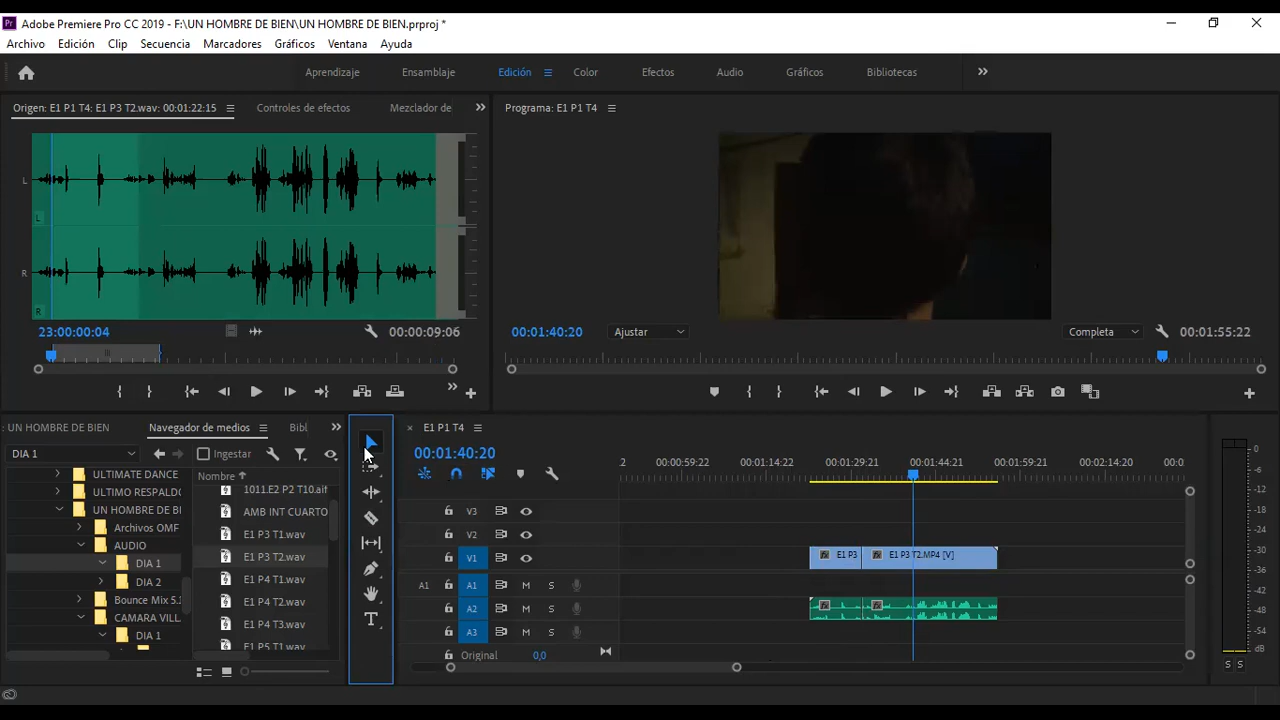 Adobe Premiere Pro CC 2019 - F:\UN HOMBRE DE BIEN\UN HOMBRE DE BIEN.prproj *
Archivo Edición Clip Secuencia Marcadores Gráficos Ventana Ayuda
Aprendizaje Ensamblaje Edición Color Efectos Audio Gráficos Bibliotecas
Origen: E1 P1 T4: E1 P3 T2.wav: 00:01:22:15 Controles de efectos Mezclador de
Programa: E1 P1 T4
L
L
R
R
23:00:00:04 00:00:09:06
00:01:40:20 Ajustar Completa 00:01:55:22
: UN HOMBRE DE BIEN Navegador de medios Bibl
DIA 1 Ingestar
ULTIMATE DANCE
ULTIMO RESPALDO
UN HOMBRE DE BI
Archivos OMF
AUDIO
DIA 1
DIA 2
Bounce Mix 5.1
CAMARA VILL
DIA 1
Nombre
1011.E2 P2 T10.aif
AMB INT CUARTO
E1 P3 T1.wav
E1 P3 T2.wav
E1 P4 T1.wav
E1 P4 T2.wav
E1 P4 T3.wav
E1 P5 T1.wav
T
E1 P1 T4
00:01:40:20
2 00:00:59:22 00:01:14:22 00:01:29:21 00:01:44:21 00:01:59:21 00:02:14:20 00:0
V3
V2
V1 fx E1 P3 fx E1 P3 T2.MP4 [V]
A1 A1 M S
A2 M S fx fx
A3 M S
Original 0,0
0
-6
-12
-18
-24
-30
-36
-42
-48
-54
dB
S S